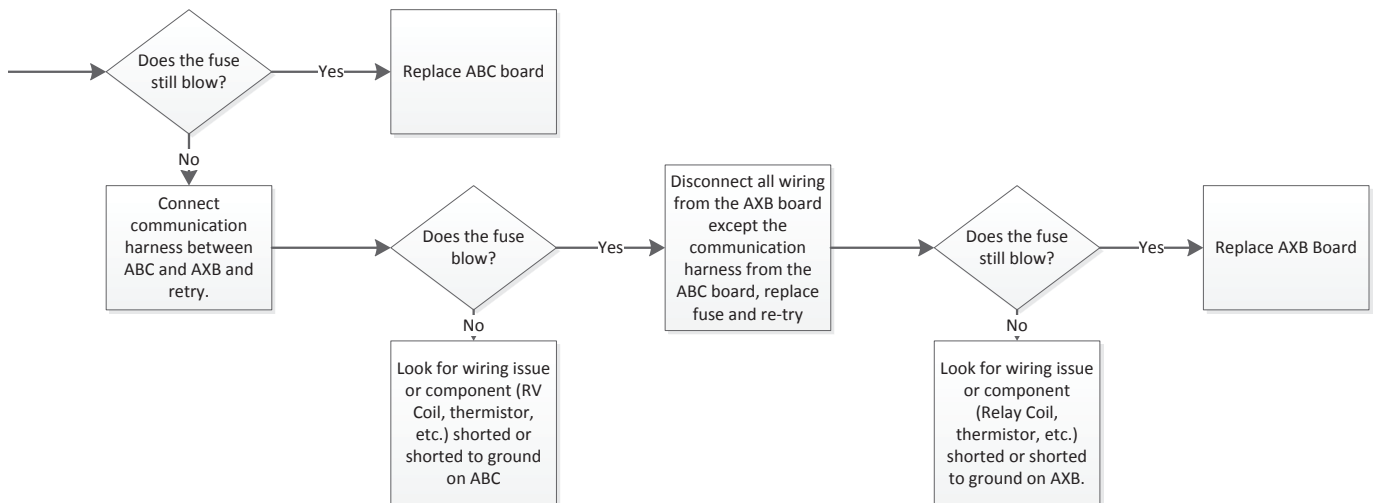 Does the fuse
still blow?
Yes
Replace ABC board
No
Connect
communication
harness between
ABC and AXB and
retry.
Does the fuse
blow?
Yes
Disconnect all wiring
from the AXB board
except the
communication
harness from the
ABC board, replace
fuse and re-try
Does the fuse
still blow?
Yes
Replace AXB Board
No
Look for wiring issue
or component (RV
Coil, thermistor,
etc.) shorted or
shorted to ground
on ABC
No
Look for wiring issue
or component
(Relay Coil,
thermistor, etc.)
shorted or shorted
to ground on AXB.